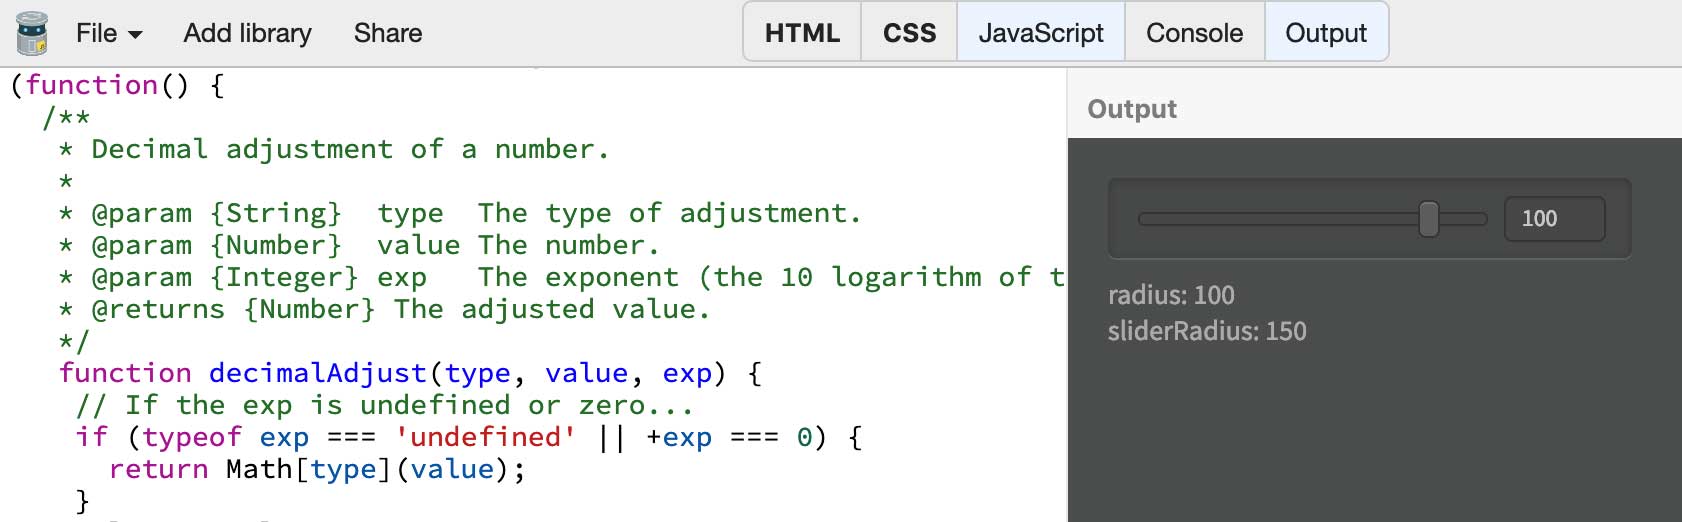 File Add library Share HTML CSS JavaScript Console Output
(function() {
  /**
   * Decimal adjustment of a number.
   *
   * @param {String}  type  The type of adjustment.
   * @param {Number}  value The number.
   * @param {Integer} exp   The exponent (the 10 logarithm of t
   * @returns {Number} The adjusted value.
   */
   function decimalAdjust(type, value, exp) {
    // If the exp is undefined or zero...
    if (typeof exp === 'undefined' || +exp === 0) {
      return Math[type](value);
    }
Output
100
radius: 100
sliderRadius: 150